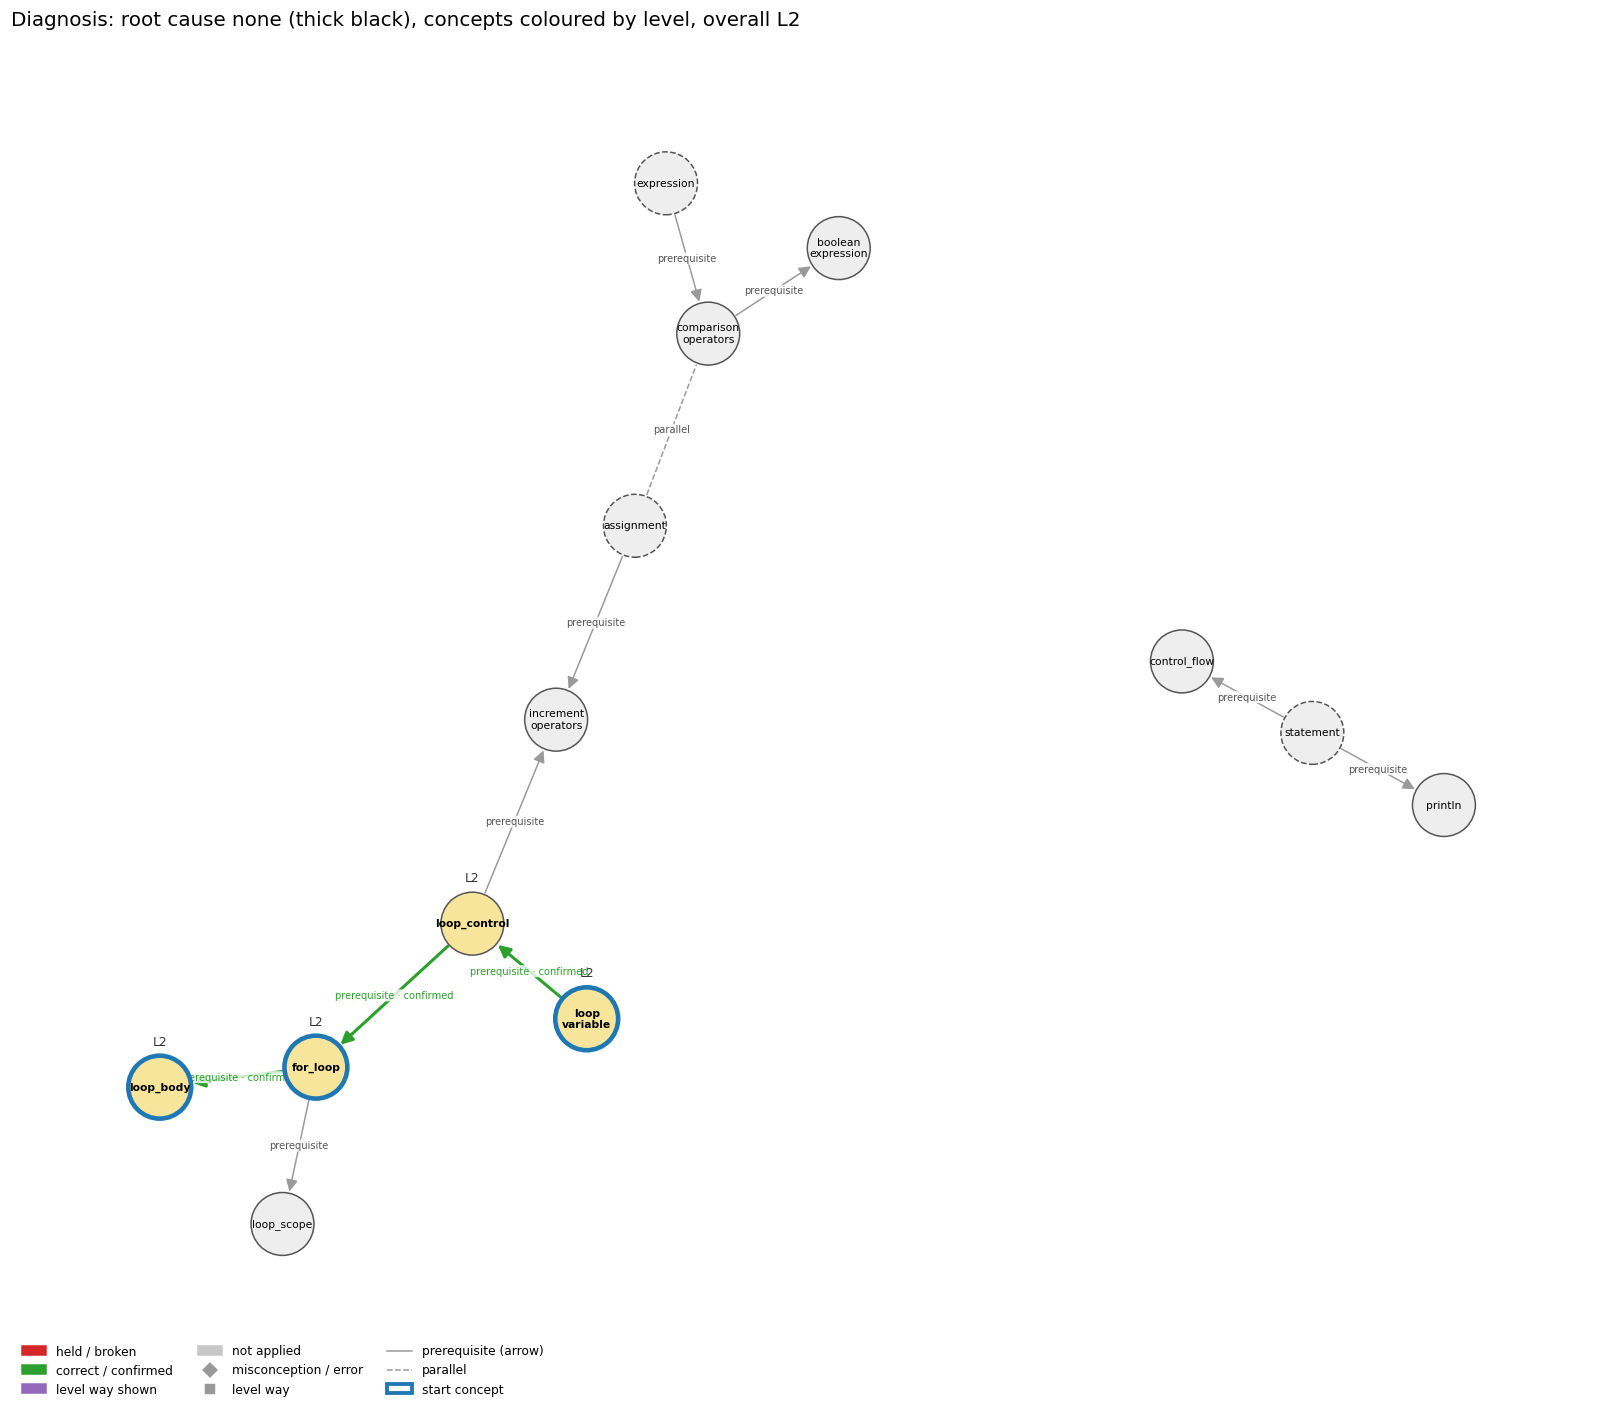 Diagnosis: root cause none (thick black), concepts coloured by level, overall L2
expression
boolean
expression
prerequisite
prerequisite
comparison
operators
parallel
assignment
prerequisite
control_flow
prerequisite
statement
prerequisite
println
increment
operators
prerequisite
L2
loop_control
prerequisite · confirmed
L2
prerequisite · confirmed
loop
variable
L2
for_loop
L2
loop_body
prerequisite
loop_scope
held / broken
correct / confirmed
level way shown
not applied
misconception / error
level way
prerequisite (arrow)
parallel
start concept